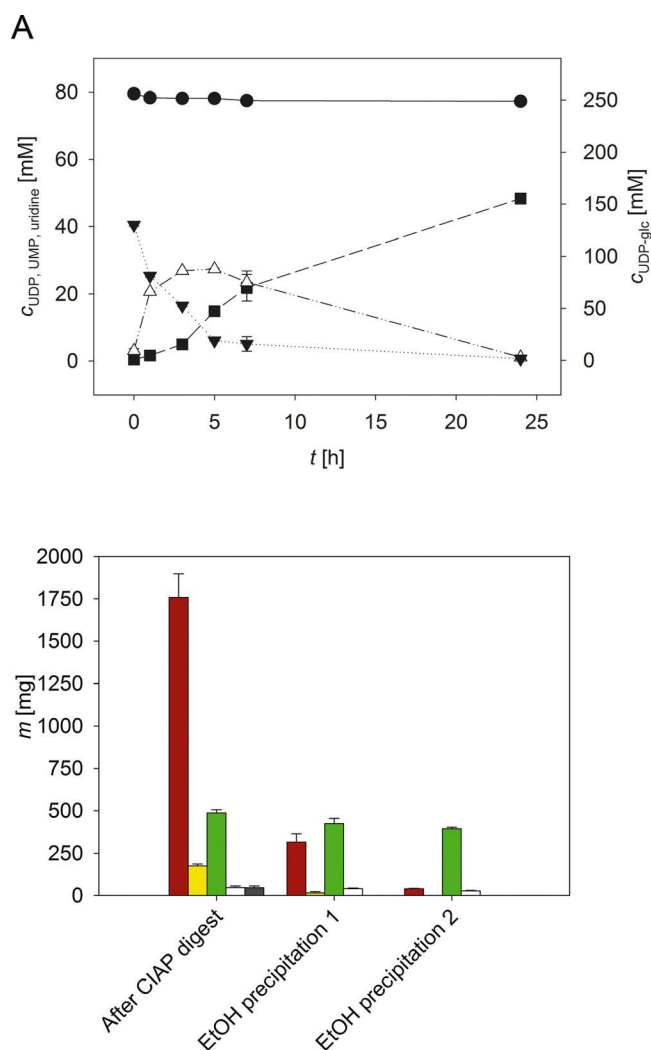 A
80
60
40
20
0
c UDP, UMP, uridine [mM]
250
200
150
100
50
0
c UDP-glc [mM]
0 5 10 15 20 25
t [h]
2000
1750
1500
1250
1000
750
500
250
0
m [mg]
After CIAP digest
EtOH precipitation 1
EtOH precipitation 2